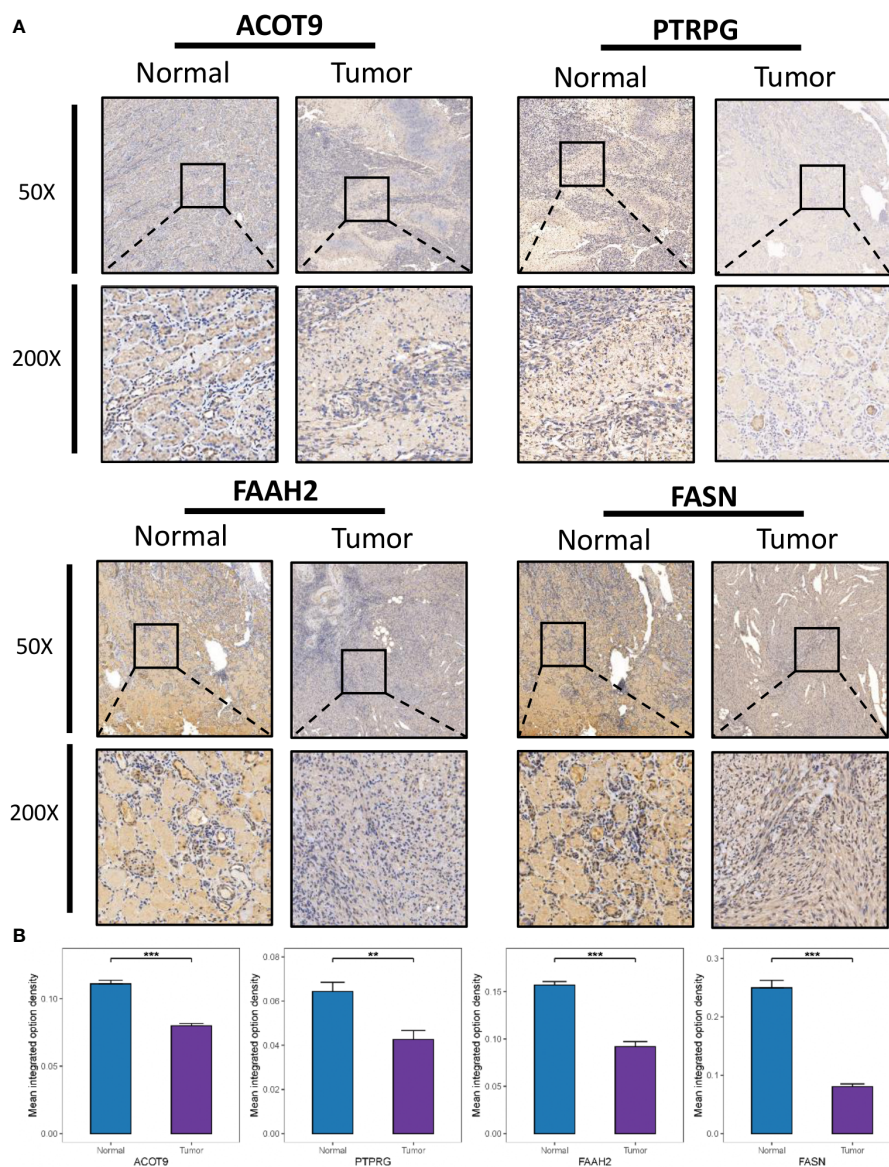 A
ACOT9
PTRPG
Normal Tumor Normal Tumor
50X
200X
FAAH2
FASN
Normal Tumor Normal Tumor
50X
200X
B
*** ** *** ***
Mean integrated option density
0.10
0.05
0.00
Normal Tumor
ACOT9
Mean integrated option density
0.08
0.06
0.04
0.02
0.00
Normal Tumor
PTPRG
Mean integrated option density
0.15
0.10
0.05
0.00
Normal Tumor
FAAH2
Mean integrated option density
0.3
0.2
0.1
0.0
Normal Tumor
FASN